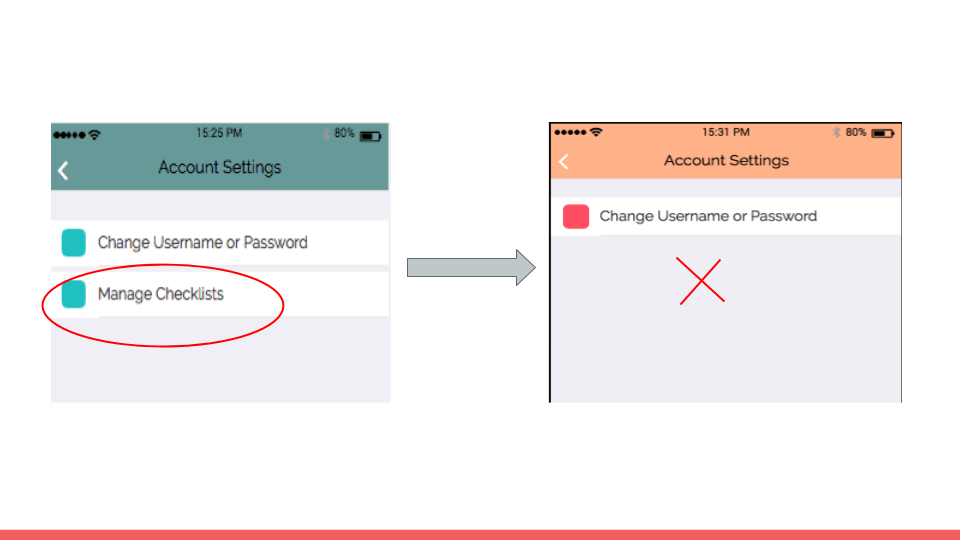 15:25 PM
80%
Account Settings
Change Username or Password
Manage Checklists
15:31 PM
80%
Account Settings
Change Username or Password